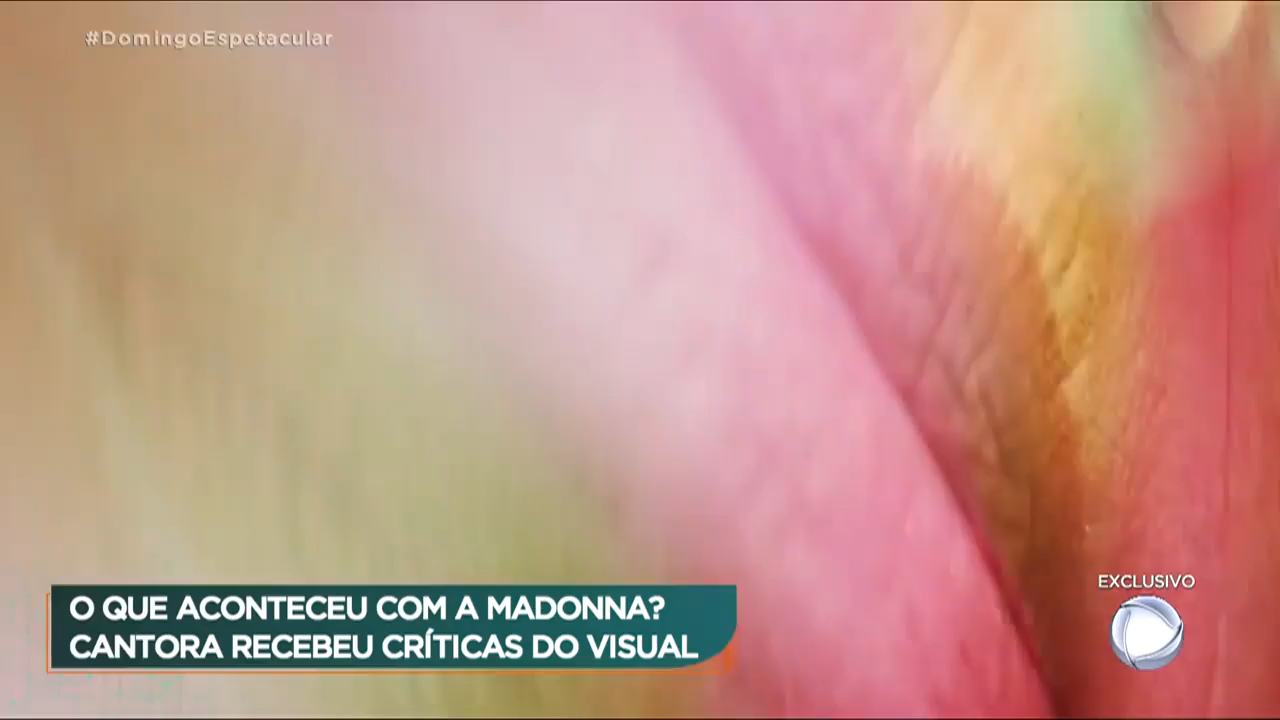 #DomingoEspetacular
O QUE ACONTECEU COM A MADONNA?
CANTORA RECEBEU CRÍTICAS DO VISUAL
EXCLUSIVO